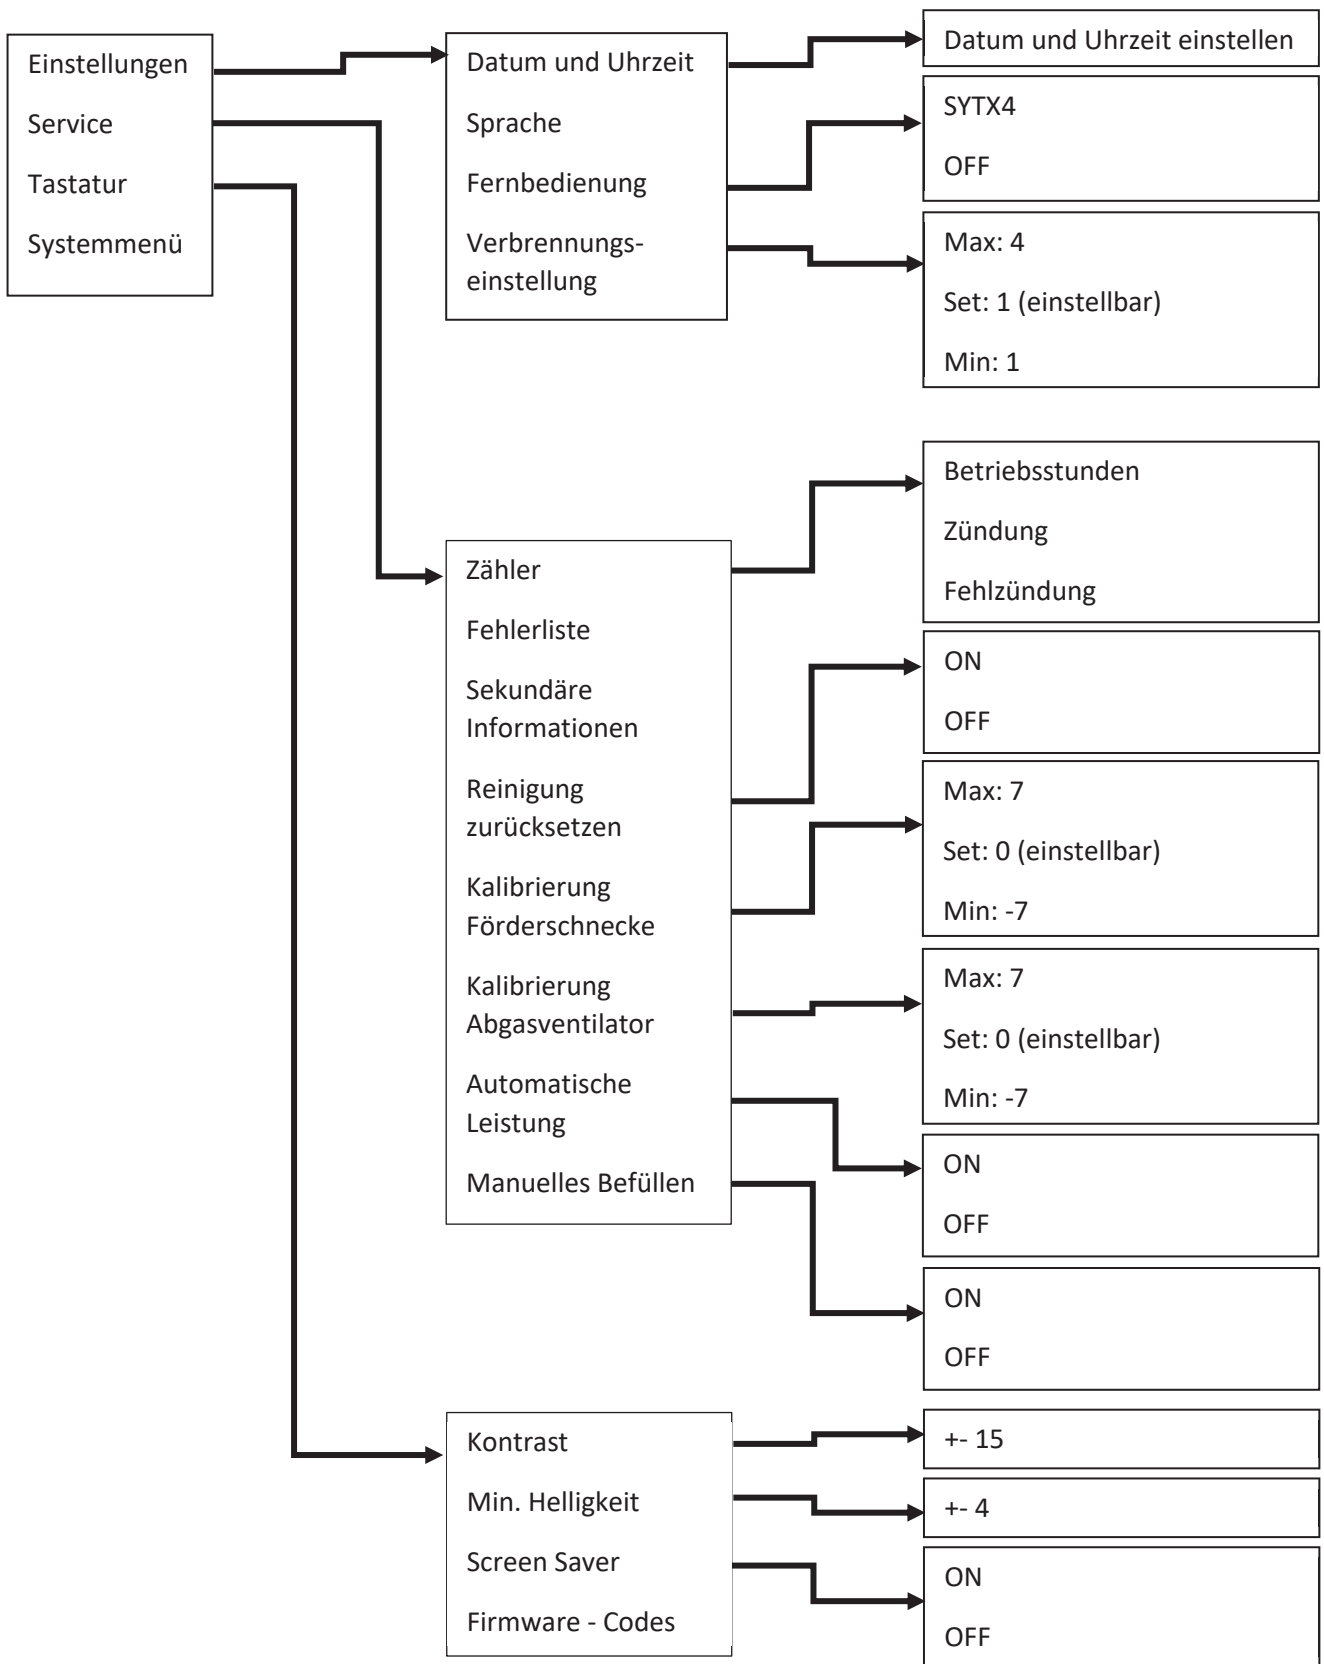 Einstellungen
Service
Tastatur
Systemmenü
Datum und Uhrzeit
Sprache
Fernbedienung
Verbrennungs-
einstellung
Datum und Uhrzeit einstellen
SYTX4
OFF
Max: 4
Set: 1 (einstellbar)
Min: 1
Zähler
Fehlerliste
Sekundäre
Informationen
Reinigung
zurücksetzen
Kalibrierung
Förderschnecke
Kalibrierung
Abgasventilator
Automatische
Leistung
Manuelles Befüllen
Betriebsstunden
Zündung
Fehlzündung
ON
OFF
Max: 7
Set: 0 (einstellbar)
Min: -7
Max: 7
Set: 0 (einstellbar)
Min: -7
ON
OFF
ON
OFF
Kontrast
Min. Helligkeit
Screen Saver
Firmware - Codes
+- 15
+- 4
ON
OFF